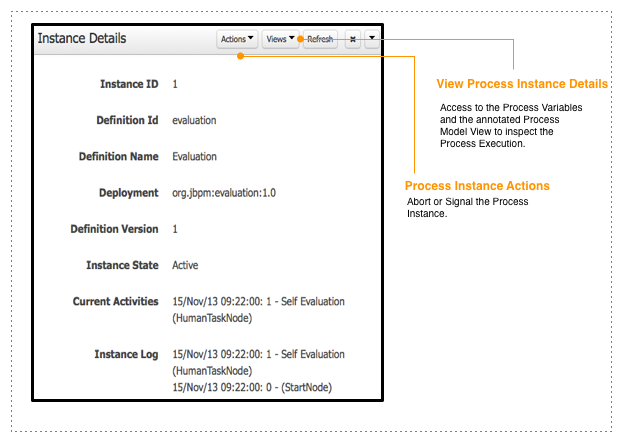 Instance Details
Actions
Views
Refresh
Instance ID 1
Definition Id evaluation
Definition Name Evaluation
Deployment org.jbpm:evaluation:1.0
Definition Version 1
Instance State Active
Current Activities 15/Nov/13 09:22:00: 1 - Self Evaluation
(HumanTaskNode)
Instance Log 15/Nov/13 09:22:00: 1 - Self Evaluation
(HumanTaskNode)
15/Nov/13 09:22:00: 0 - (StartNode)
View Process Instance Details
Access to the Process Variables
and the annotated Process
Model View to inspect the
Process Execution.
Process Instance Actions
Abort or Signal the Process
Instance.